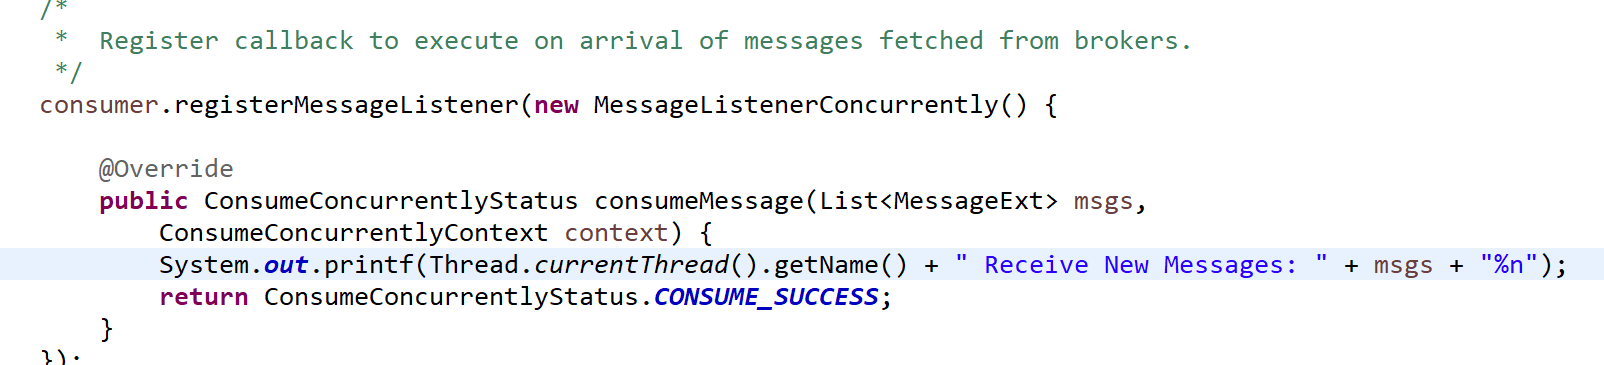 /*
 *  Register callback to execute on arrival of messages fetched from brokers.
 */
consumer.registerMessageListener(new MessageListenerConcurrently() {
@Override
public ConsumeConcurrentlyStatus consumeMessage(List<MessageExt> msgs,
ConsumeConcurrentlyContext context) {
System.out.printf(Thread.currentThread().getName() + " Receive New Messages: " + msgs + "%n");
return ConsumeConcurrentlyStatus.CONSUME_SUCCESS;
}
});